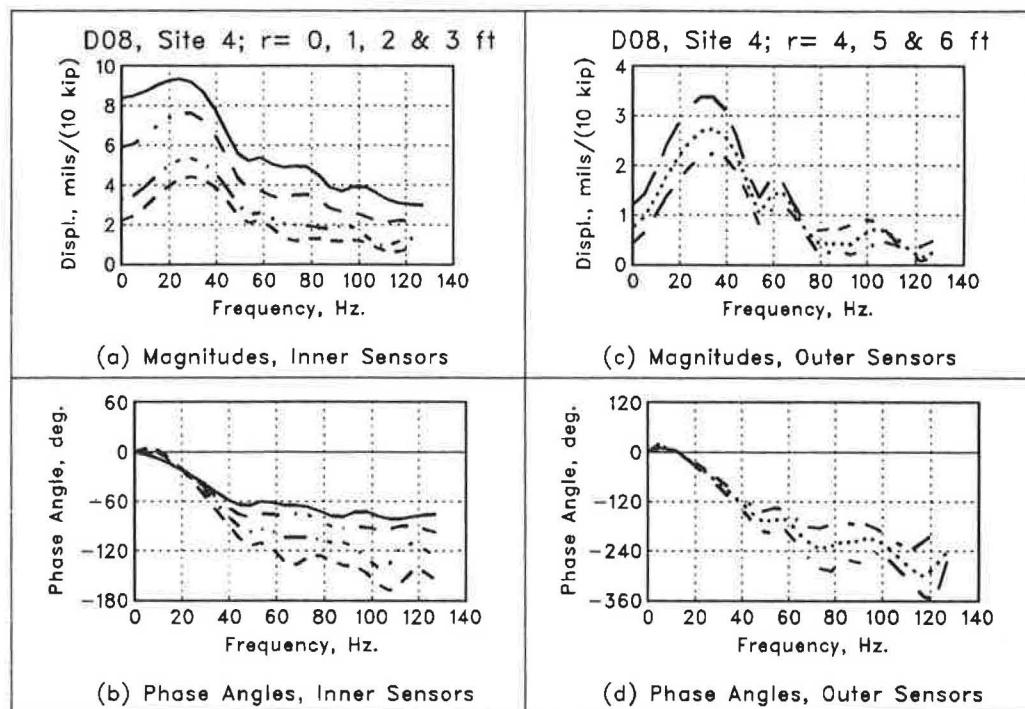 D08, Site 4; r= 0, 1, 2 & 3 ft
10
8
6
4
2
0
Displ., mils/(10 kip)
0 20 40 60 80 100 120 140
Frequency, Hz.
(a) Magnitudes, Inner Sensors
D08, Site 4; r= 4, 5 & 6 ft
4
3
2
1
0
Displ., mils/(10 kip)
0 20 40 60 80 100 120 140
Frequency, Hz.
(c) Magnitudes, Outer Sensors
60
0
-60
-120
-180
Phase Angle, deg.
0 20 40 60 80 100 120 140
Frequency, Hz.
(b) Phase Angles, Inner Sensors
120
0
-120
-240
-360
Phase Angle, deg.
0 20 40 60 80 100 120 140
Frequency, Hz.
(d) Phase Angles, Outer Sensors